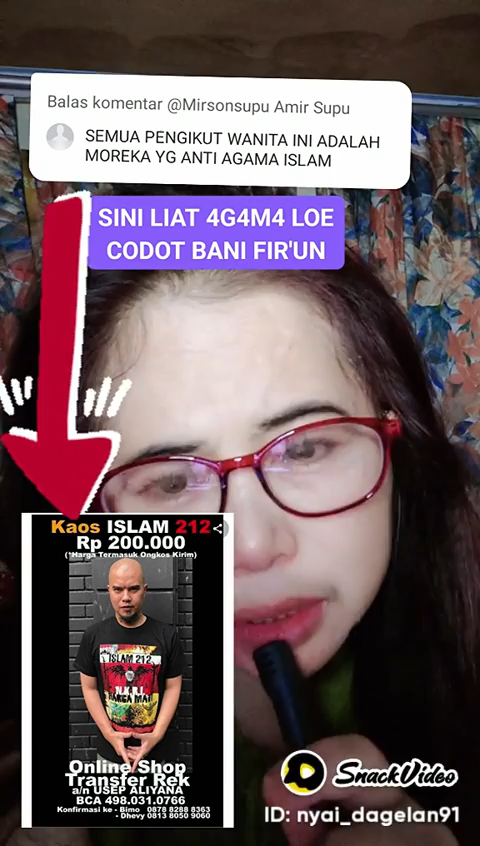 Balas komentar @Mirsonsupu Amir Supu
SEMUA PENGIKUT WANITA INI ADALAH
MOREKA YG ANTI AGAMA ISLAM
SINI LIAT 4G4M4 LOE
CODOT BANI FIR'UN
Kaos ISLAM 212
Rp 200.000
(*Harga Termasuk Ongkos Kirim)
ISLAM 212
N.K.R.I.
HARGA MATI
Online Shop
Transfer Rek
a/n USEP ALIYANA
BCA 498.031.0766
Konfirmasi ke - Bimo 0878 8288 8363
- Dhevy 0813 8050 9060
SnackVideo
ID: nyai_dagelan91